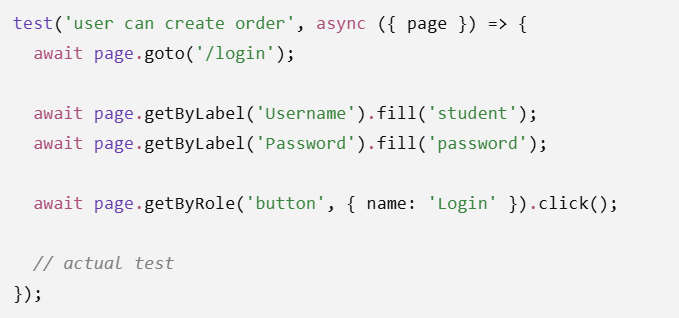 test('user can create order', async ({ page }) => {
  await page.goto('/login');

  await page.getByLabel('Username').fill('student');
  await page.getByLabel('Password').fill('password');

  await page.getByRole('button', { name: 'Login' }).click();

  // actual test
});